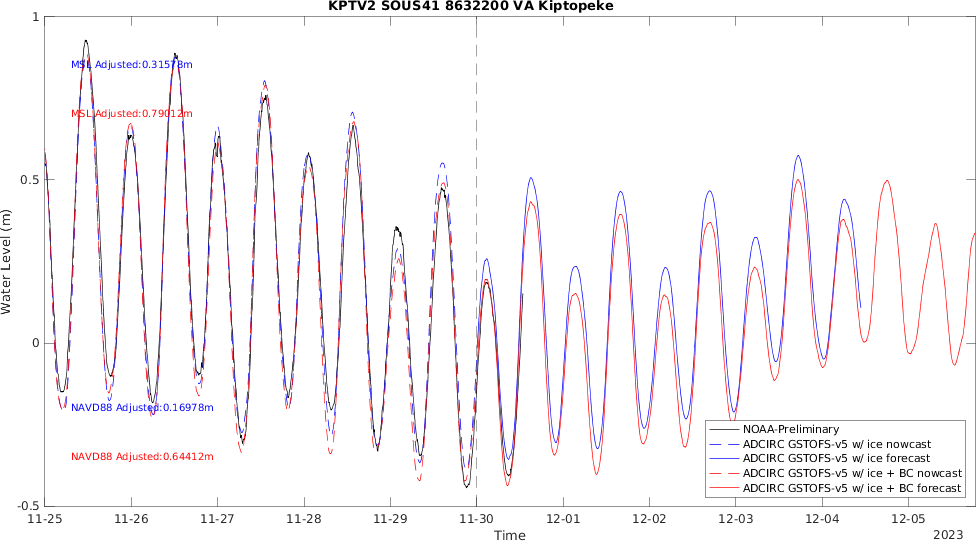 KPTV2 SOUS41 8632200 VA Kiptopeke
1
MSL Adjusted:0.31578m
MSL Adjusted:0.79012m
0.5
Water Level (m)
0
NAVD88 Adjusted:0.16978m
NAVD88 Adjusted:0.64412m
NOAA-Preliminary
ADCIRC GSTOFS-v5 w/ ice nowcast
ADCIRC GSTOFS-v5 w/ ice forecast
ADCIRC GSTOFS-v5 w/ ice + BC nowcast
ADCIRC GSTOFS-v5 w/ ice + BC forecast
-0.5
11-25 11-26 11-27 11-28 11-29 11-30 12-01 12-02 12-03 12-04 12-05
Time
2023